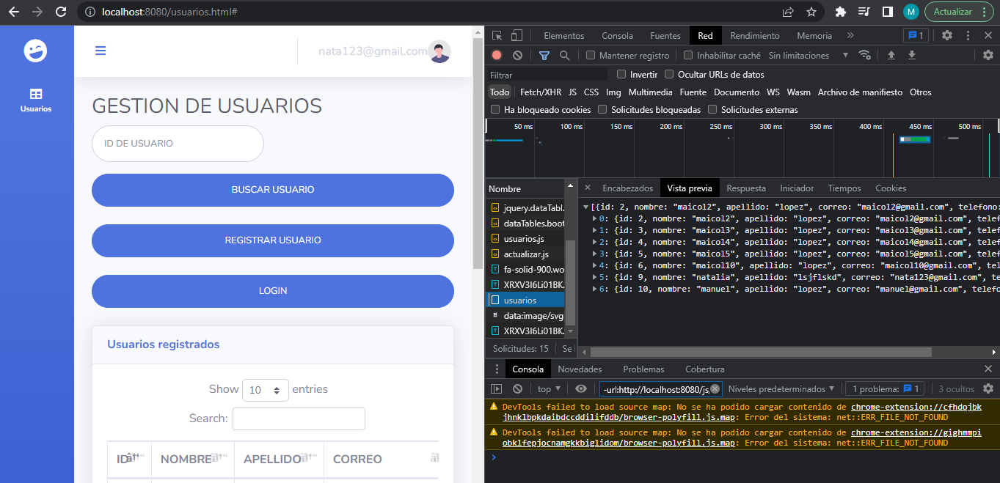 localhost:8080/usuarios.html#
M
Actualizar
Usuarios
nata123@gmail.com
GESTION DE USUARIOS
ID DE USUARIO
BUSCAR USUARIO
REGISTRAR USUARIO
LOGIN
Usuarios registrados
Show 10 entries
Search:
ID NOMBRE APELLIDO CORREO
Elementos Consola Fuentes Red Rendimiento Memoria » 1
Mantener registro Inhabilitar caché Sin limitaciones
Filtrar Invertir Ocultar URLs de datos
Todo Fetch/XHR JS CSS Img Multimedia Fuente Documento WS Wasm Archivo de manifiesto Otros
Ha bloqueado cookies Solicitudes bloqueadas Solicitudes externas
50 ms 100 ms 150 ms 200 ms 250 ms 300 ms 350 ms 400 ms 450 ms 500 ms
Nombre
jquery.dataTabl.
dataTables.boot
usuarios.js
actualizar.js
fa-solid-900.wo
XRXV3I6Li01BK.
usuarios
data:image/svg
XRXV3I6Li01BK.
Solicitudes: 15 Se
Encabezados Vista previa Respuesta Iniciador Tiempos Cookies
[{id: 2, nombre: "maicol2", apellido: "lopez", correo: "maicol2@gmail.com", telefono:
0: {id: 2, nombre: "maicol2", apellido: "lopez", correo: "maicol2@gmail.com", telef
1: {id: 3, nombre: "maicol3", apellido: "lopez", correo: "maicol3@gmail.com", telef
2: {id: 4, nombre: "maicol4", apellido: "lopez", correo: "maicol4@gmail.com", telef
3: {id: 5, nombre: "maicol5", apellido: "lopez", correo: "maicol5@gmail.com", telef
4: {id: 6, nombre: "maicol10", apellido: "lopez", correo: "maicol10@gmail.com", tel
5: {id: 9, nombre: "natalia", apellido: "lsjflskd", correo: "nata123@gmail.com", te
6: {id: 10, nombre: "manuel", apellido: "lopez", correo: "manuel@gmail.com", telefo
Consola Novedades Problemas Cobertura
top -url:http://localhost:8080/js, Niveles predeterminados 1 problema: 1 3 ocultos
DevTools failed to load source map: No se ha podido cargar contenido de chrome-extension://cfhdojbk
jhnklbpkdaibdccddilifddb/browser-polyfill.js.map: Error del sistema: net::ERR_FILE_NOT_FOUND
DevTools failed to load source map: No se ha podido cargar contenido de chrome-extension://gighmmpi
obklfepjocnamgkkbiglidom/browser-polyfill.js.map: Error del sistema: net::ERR_FILE_NOT_FOUND